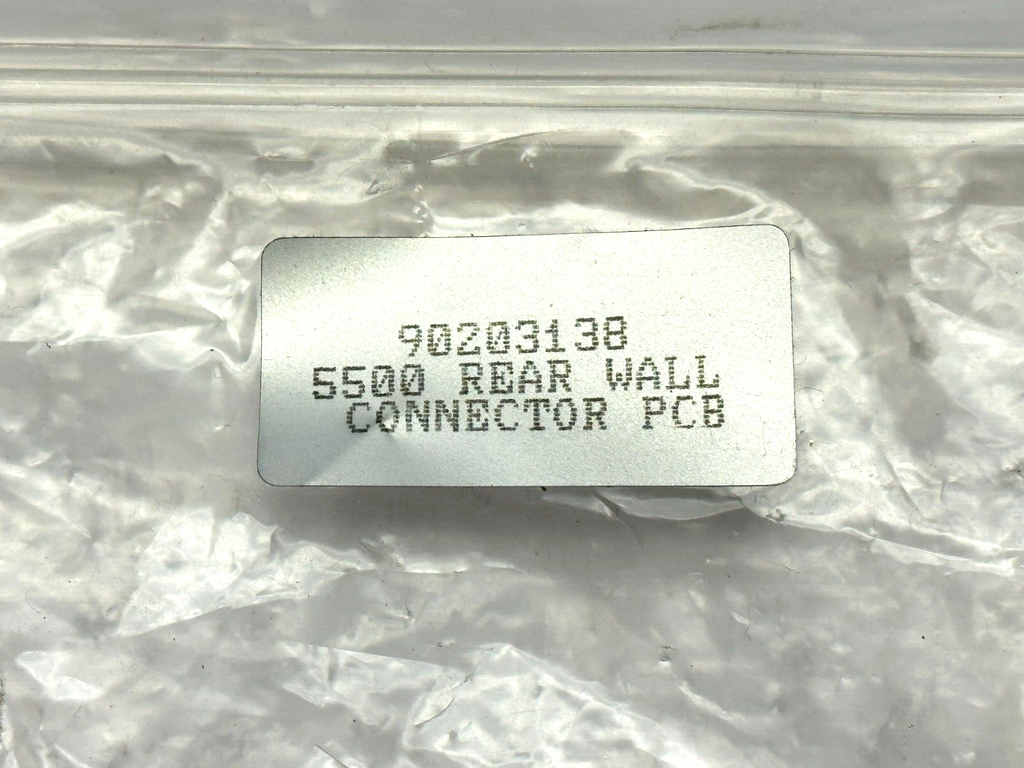 90203138
5500 REAR WALL
CONNECTOR PCB